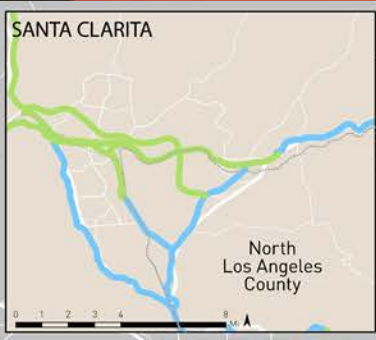 SANTA CLARITA
North
Los Angeles
County
0 .1 2 3 4 8
Mi